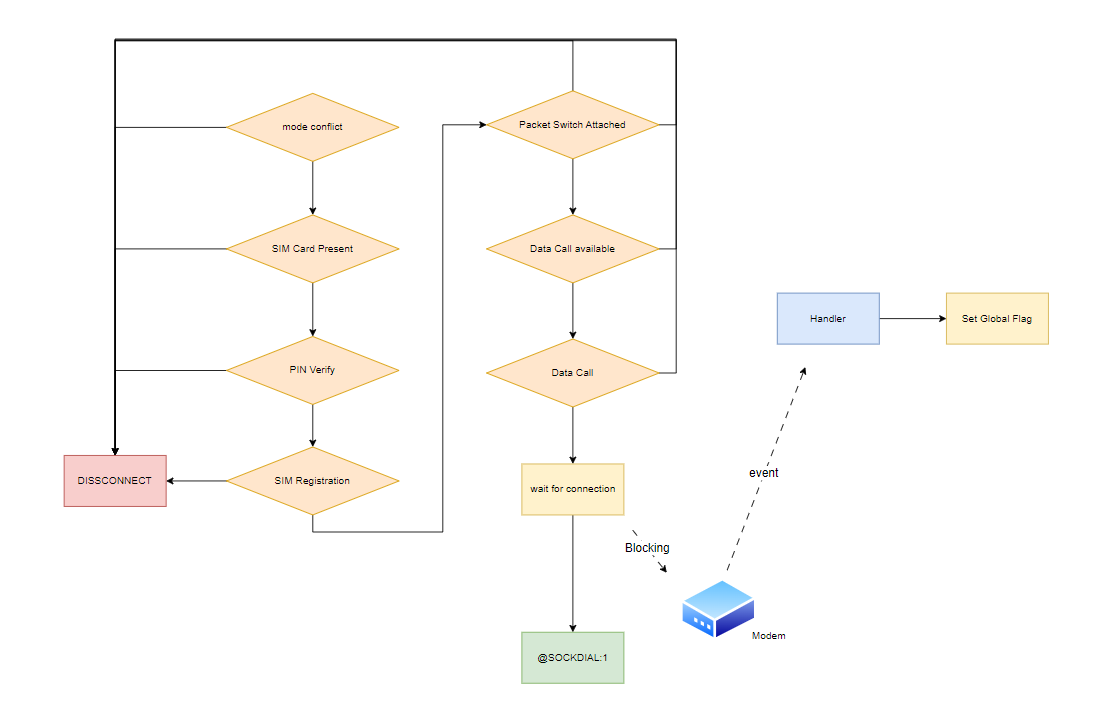 mode conflict
SIM Card Present
PIN Verify
SIM Registration
DISSCONNECT
Packet Switch Attached
Data Call available
Data Call
wait for connection
Blocking
@SOCKDIAL:1
Modem
event
Handler
Set Global Flag